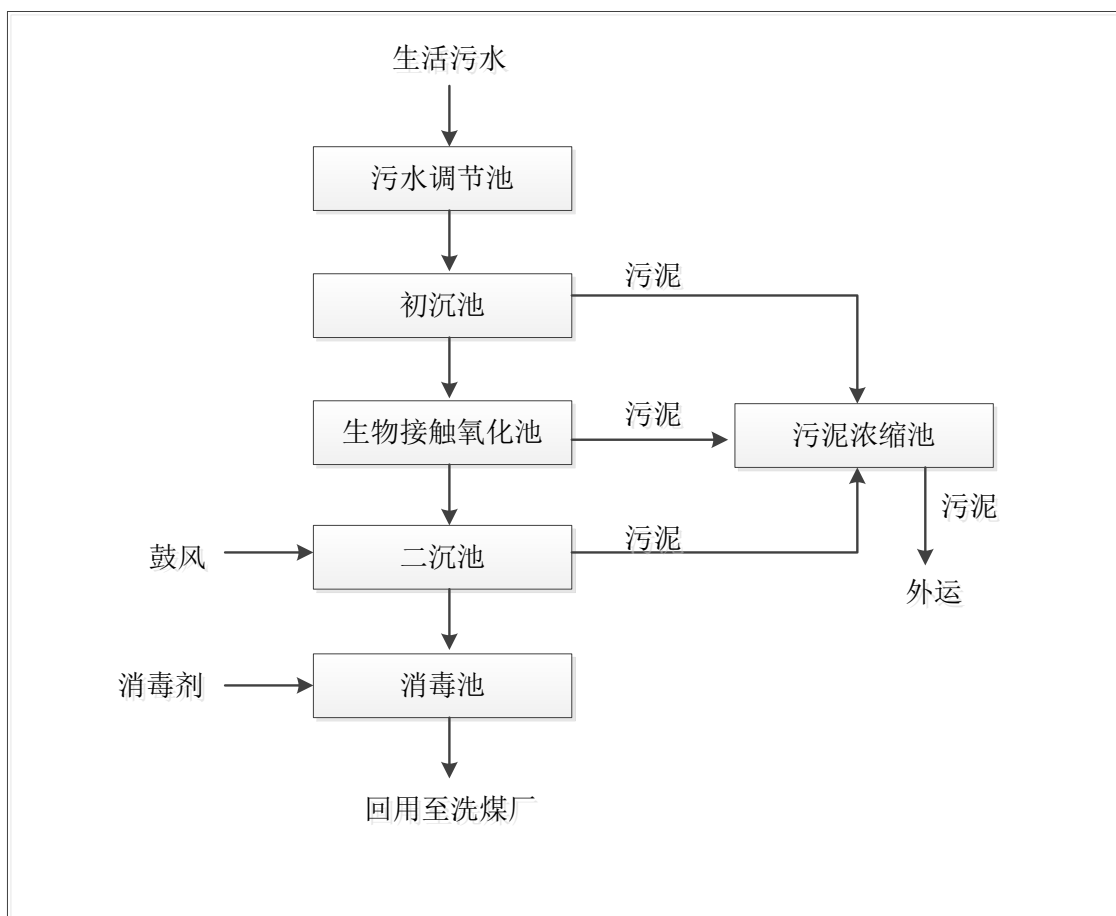 生活污水
污水调节池
初沉池
污泥
生物接触氧化池
污泥
污泥浓缩池
污泥
鼓风
二沉池
污泥
外运
消毒剂
消毒池
回用至洗煤厂